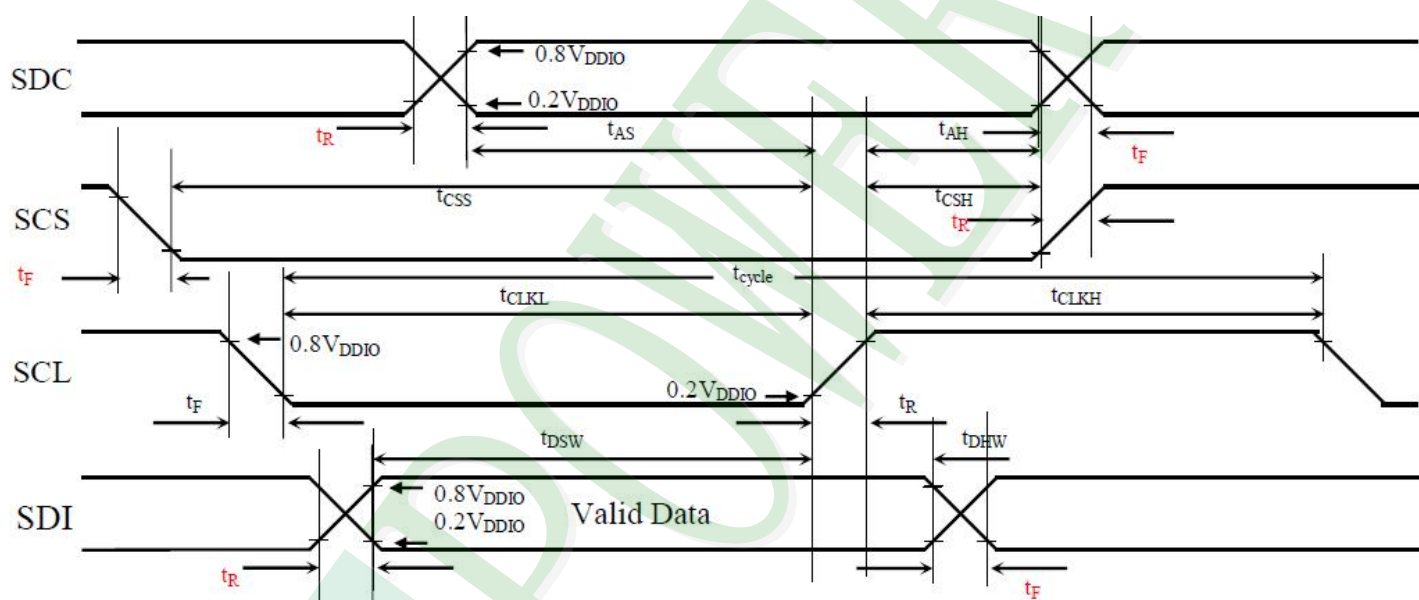 SDC
0.8VDDIO
0.2VDDIO
tR
tAS
tAH
tF
SCS
tCSS
tCSH
tR
tF
tcycle
tCLKL
tCLKH
SCL
0.8VDDIO
0.2VDDIO
tF
tR
tDSW
tDHW
SDI
0.8VDDIO
0.2VDDIO
Valid Data
tR
tF